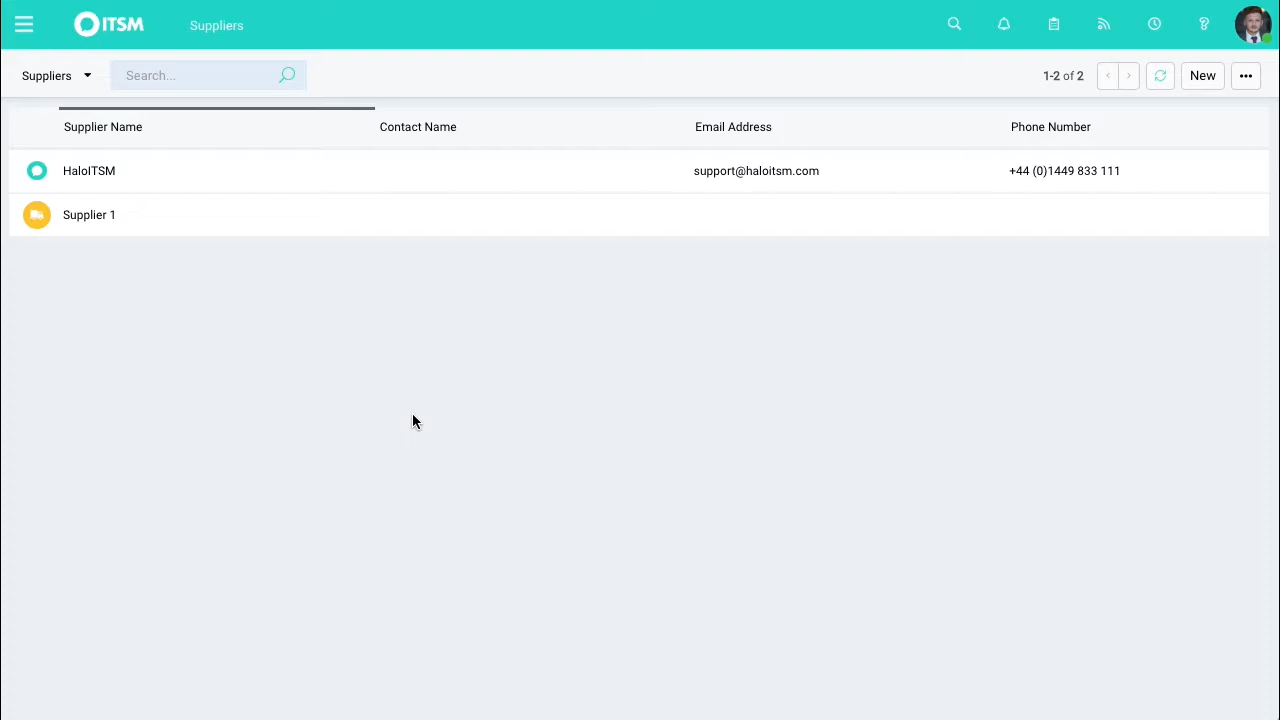 ITSM Suppliers
Suppliers Search... 1-2 of 2 New
Supplier Name Contact Name Email Address Phone Number
HaloITSM support@haloitsm.com +44 (0)1449 833 111
Supplier 1